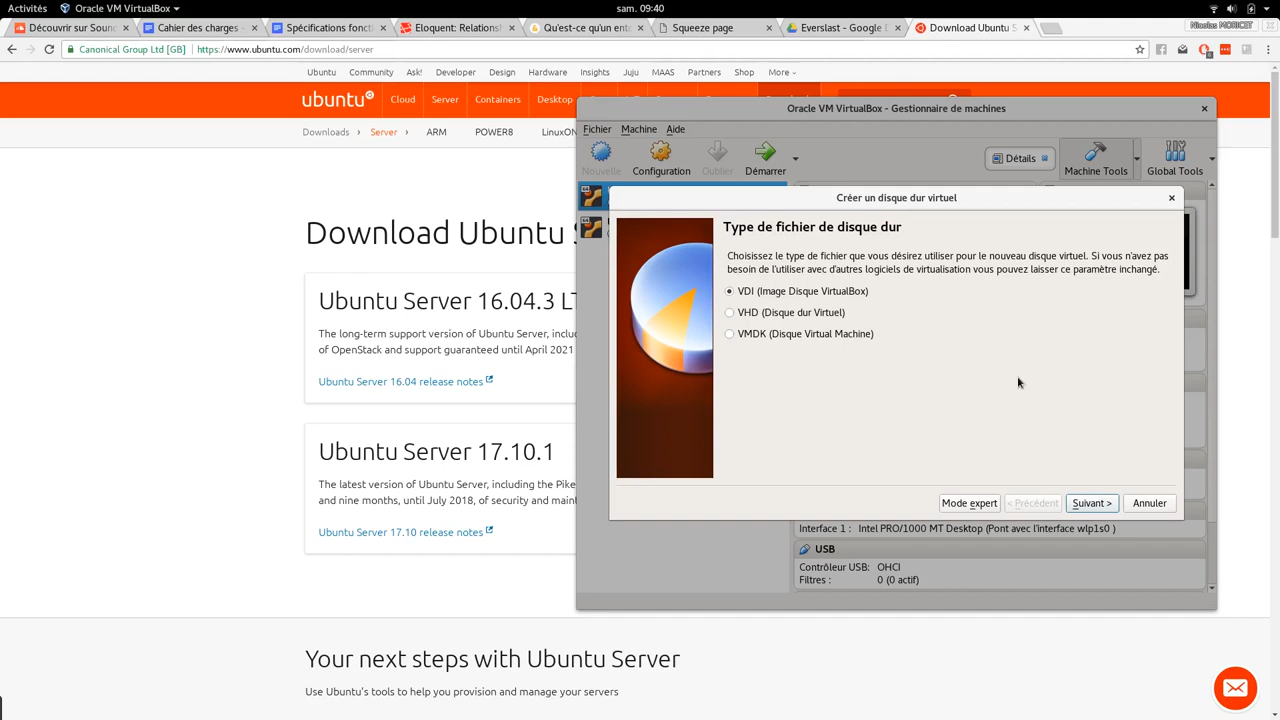 Activités Oracle VM VirtualBox sam. 09:40
Découvrir sur Soun Cahier des charges - Spécifications foncti Eloquent: Relationsh Qu'est-ce qu'un ent Squeeze page Everslast - Google Download Ubuntu S Nicolas MORICET
Canonical Group Ltd [GB] https://www.ubuntu.com/download/server
Ubuntu Community Ask! Developer Design Hardware Insights Juju MAAS Partners Shop More
ubuntu Cloud Server Containers Desktop
Downloads Server ARM POWER8 LinuxON
Oracle VM VirtualBox - Gestionnaire de machines
Fichier Machine Aide
Nouvelle Configuration Oublier Démarrer Détails Machine Tools Global Tools
Créer un disque dur virtuel
Type de fichier de disque dur
Choisissez le type de fichier que vous désirez utiliser pour le nouveau disque virtuel. Si vous n'avez pas
besoin de l'utiliser avec d'autres logiciels de virtualisation vous pouvez laisser ce paramètre inchangé.
VDI (Image Disque VirtualBox)
VHD (Disque dur Virtuel)
VMDK (Disque Virtual Machine)
Mode expert < Précédent Suivant > Annuler
Interface 1 : Intel PRO/1000 MT Desktop (Pont avec l'interface wlp1s0 )
USB
Contrôleur USB: OHCI
Filtres : 0 (0 actif)
Download Ubuntu S
Ubuntu Server 16.04.3 LT
The long-term support version of Ubuntu Server, includ
of OpenStack and support guaranteed until April 2021
Ubuntu Server 16.04 release notes
Ubuntu Server 17.10.1
The latest version of Ubuntu Server, including the Pike
and nine months, until July 2018, of security and maint
Ubuntu Server 17.10 release notes
Your next steps with Ubuntu Server
Use Ubuntu's tools to help you provision and manage your servers